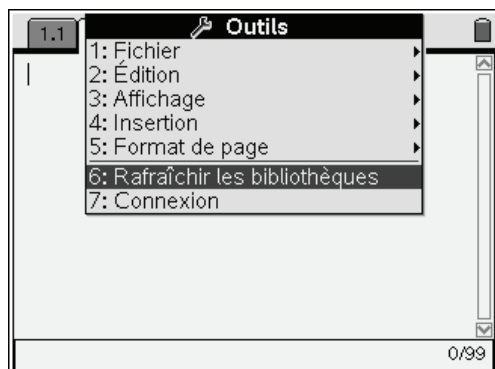 1.1
Outils
1: Fichier
2: Édition
3: Affichage
4: Insertion
5: Format de page
6: Rafraîchir les bibliothèques
7: Connexion
0/99